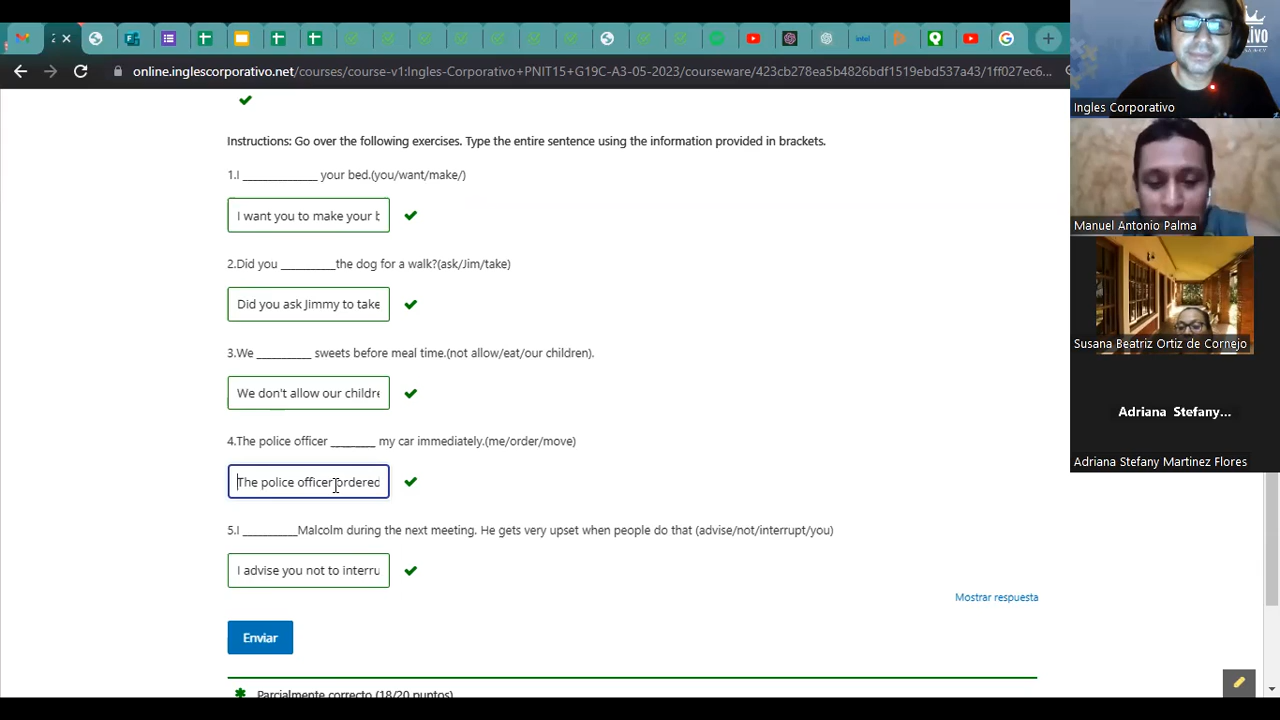 online.inglescorporativo.net/courses/course-v1:Ingles-Corporativo+PNIT15+G19C-A3-05-2023/courseware/423cb278ea5b4826bdf1519ebd537a43/1ff027ec6...
Instructions: Go over the following exercises. Type the entire sentence using the information provided in brackets.
1.I ______________ your bed.(you/want/make/)
I want you to make your b
2.Did you ___________the dog for a walk?(ask/Jim/take)
Did you ask Jimmy to take
3.We ___________ sweets before meal time.(not allow/eat/our children).
We don't allow our childre
4.The police officer _________ my car immediately.(me/order/move)
The police officer ordered
5.I __________Malcolm during the next meeting. He gets very upset when people do that (advise/not/interrupt/you)
I advise you not to interru
Mostrar respuesta
Enviar
Parcialmente correcto (18/20 puntos)
Ingles Corporativo
Manuel Antonio Palma
Susana Beatriz Ortiz de Cornejo
Adriana Stefany...
Adriana Stefany Martinez Flores